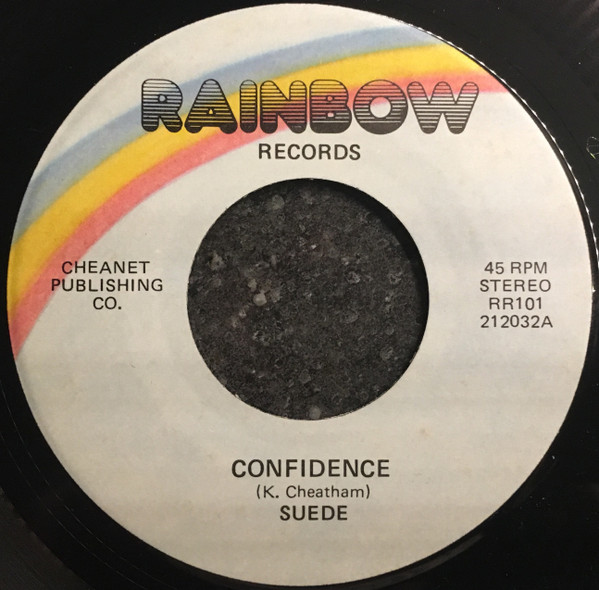 RAINBOW
RECORDS
CHEANET
PUBLISHING
CO.
45 RPM
STEREO
RR101
212032A
CONFIDENCE
(K. Cheatham)
SUEDE